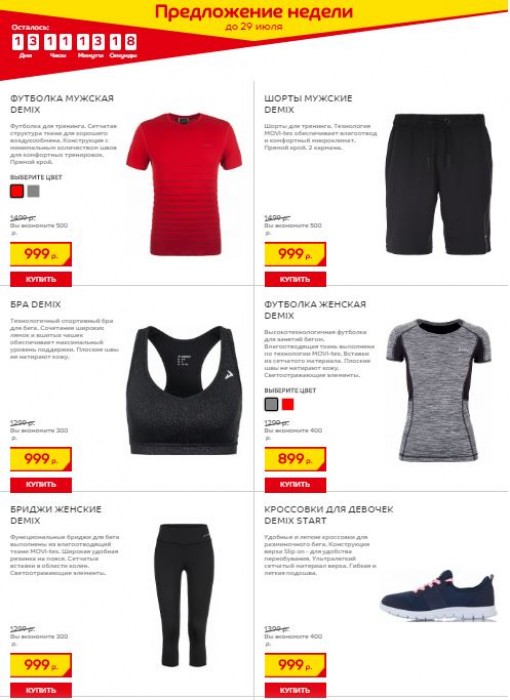 Предложение недели
до 29 июля
Осталось:
13 11 13 18
Дни Часы Минуты Секунды
ФУТБОЛКА МУЖСКАЯ
DEMIX
Футболка для тренинга. Сетчатая
структура ткани для хорошего
воздухообмена. Конструкция с
минимальным количеством швов
для комфортных тренировок.
Прямой крой.
ВЫБЕРИТЕ ЦВЕТ
1499 р.
Вы экономите 500
р.
999 р.
КУПИТЬ
ШОРТЫ МУЖСКИЕ
DEMIX
Шорты для тренинга. Технология
MOVI-tex обеспечивает влагоотвод
и комфортный микроклимат.
Прямой крой. 2 кармана.
1499 р.
Вы экономите 500
р.
999 р.
КУПИТЬ
БРА DEMIX
Технологичный спортивный бра
для бега. Сочетание широких
лямок и вшитых чашек
обеспечивает максимальный
уровень поддержки. Плоские швы
не натирают кожу.
1299 р.
Вы экономите 300
р.
999 р.
КУПИТЬ
ФУТБОЛКА ЖЕНСКАЯ
DEMIX
Высокотехнологичная футболка
для занятий бегом.
Влагоотводящая ткань выполнена
по технологии MOVI-tex. Вставки
из сетчатого материала. Плоские
швы не натирают кожу.
Светоотражающие элементы.
ВЫБЕРИТЕ ЦВЕТ
1299 р.
Вы экономите 400
р.
899 р.
КУПИТЬ
БРИДЖИ ЖЕНСКИЕ
DEMIX
Функциональные бриджи для бега
выполнены из влагоотводящей
ткани MOVI-tex. Широкая удобная
резинка на поясе. Сетчатые
вставки в области колен.
Светоотражающие элементы.
1299 р.
Вы экономите 300
р.
999 р.
КУПИТЬ
КРОССОВКИ ДЛЯ ДЕВОЧЕК
DEMIX START
Удобные и легкие кроссовки для
разминочного бега. Конструкция
верха Slip on - для удобства
переобувания. Ультралегкий
сетчатый материал верха. Гибкая и
легкая подошва.
1399 р.
Вы экономите 400
р.
999 р.
КУПИТЬ